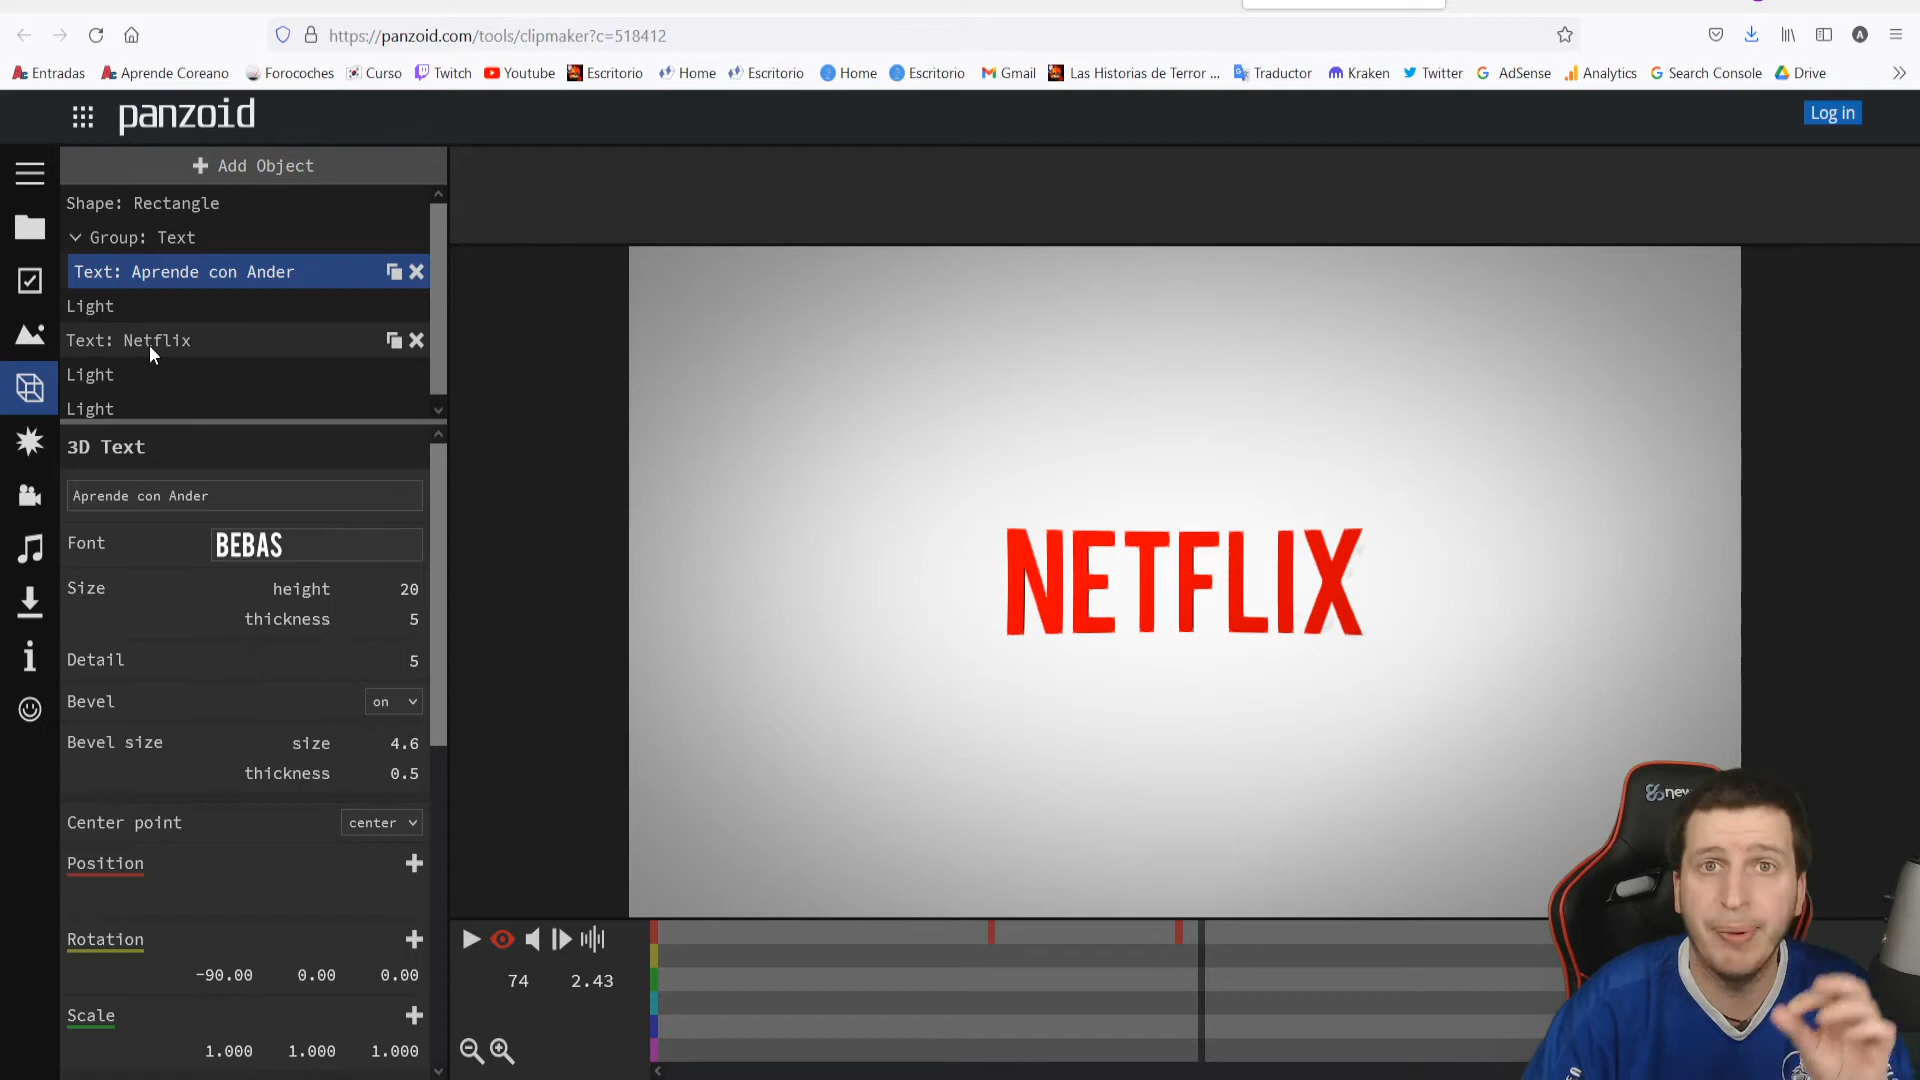 https://panzoid.com/tools/clipmaker?c=518412
Entradas
Aprende Coreano
Forocoches
Curso
Twitch
Youtube
Escritorio
Home
Escritorio
Home
Escritorio
Gmail
Las Historias de Terror ...
Traductor
Kraken
Twitter
AdSense
Analytics
Search Console
Drive
panzoid
Log in
Add Object
Shape: Rectangle
Group: Text
Text: Aprende con Ander
Light
Text: Netflix
Light
Light
3D Text
Aprende con Ander
Font BEBAS
Size height 20
thickness 5
Detail 5
Bevel on
Bevel size size 4.6
thickness 0.5
Center point center
Position
Rotation
-90.00 0.00 0.00
Scale
1.000 1.000 1.000
NETFLIX
74 2.43